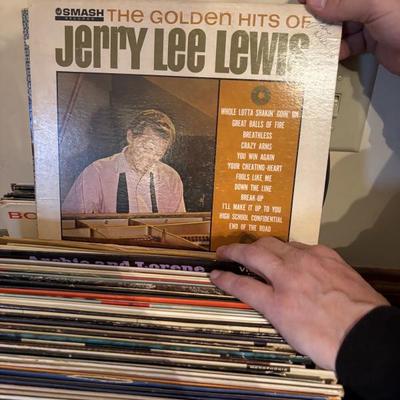 SMASH
RECORDS
THE GOLDEN HITS OF
JERRY LEE LEWIS
WHOLE LOTTA SHAKIN' GOIN' ON
GREAT BALLS OF FIRE
BREATHLESS
CRAZY ARMS
YOU WIN AGAIN
YOUR CHEATING HEART
FOOLS LIKE ME
DOWN THE LINE
BREAK-UP
I'LL MAKE IT UP TO YOU
HIGH SCHOOL CONFIDENTIAL
END OF THE ROAD
BO